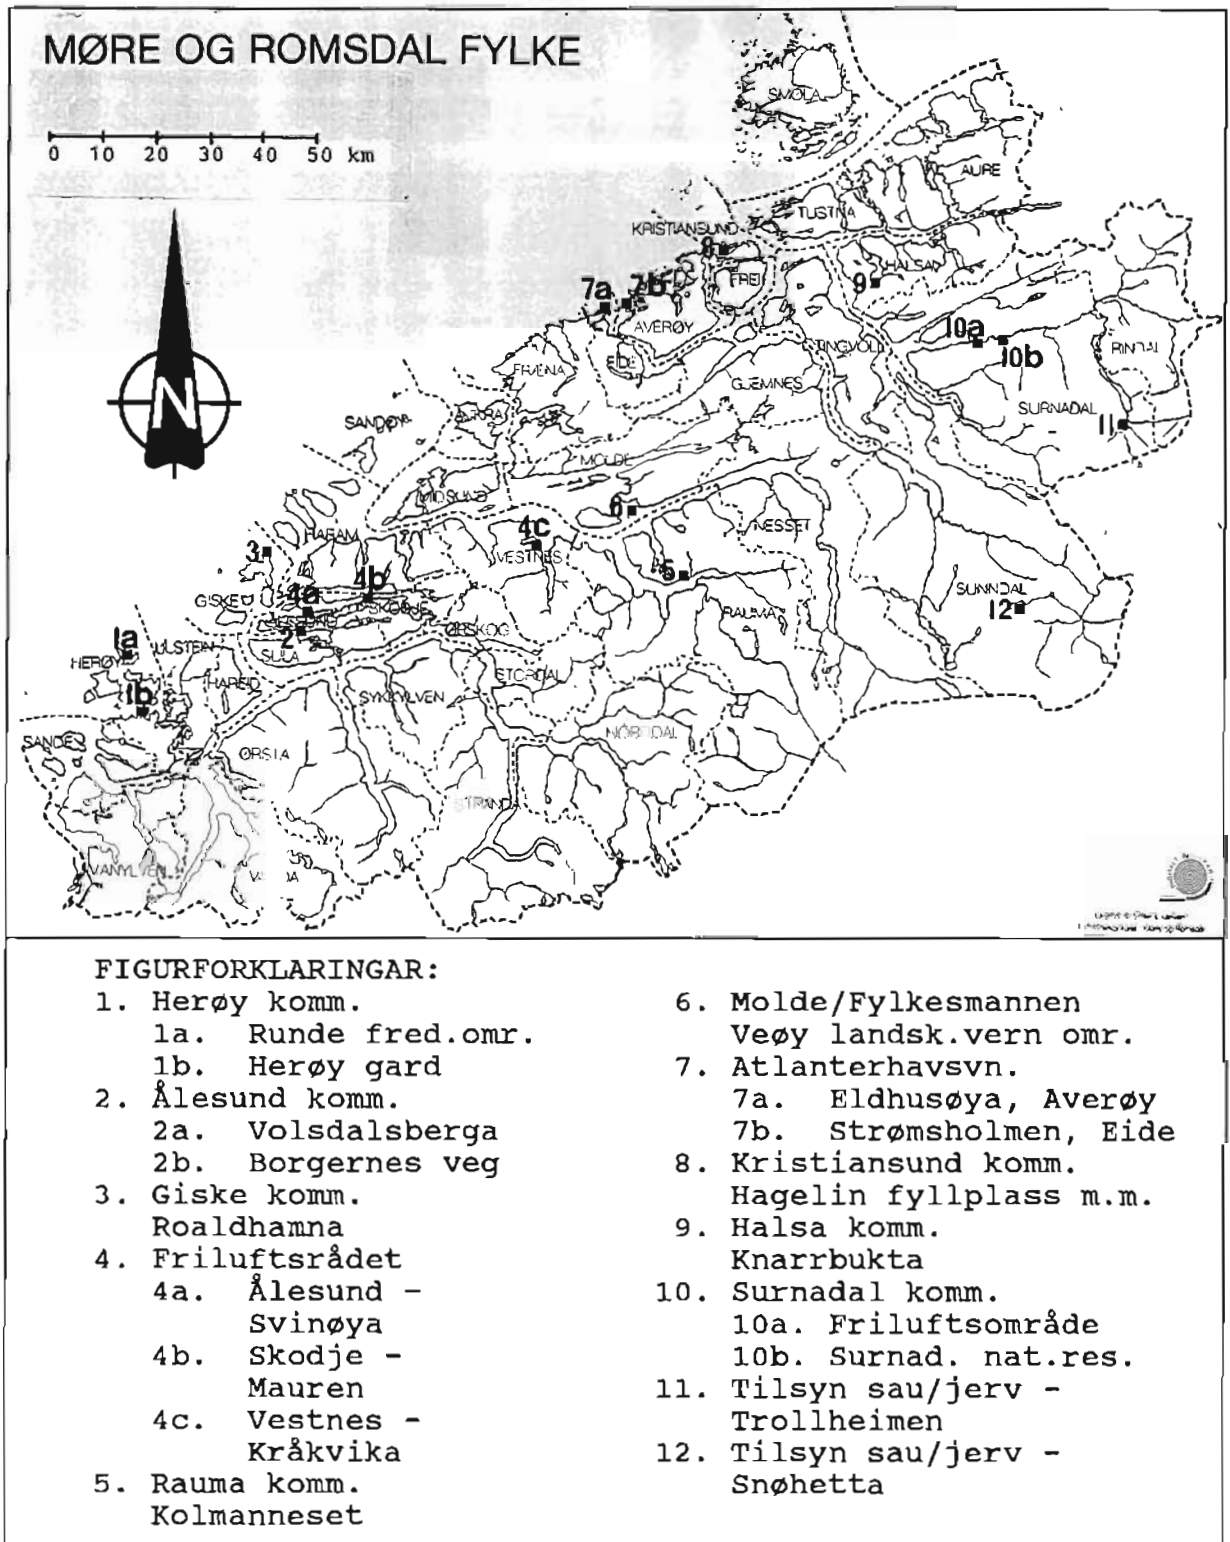 MØRE OG ROMSDAL FYLKE
0 10 20 30 40 50 km
N
SMØLA
AURE
TUSTNA
KRISTIANSUND
8
HALSA
9
FREI
7a
7b
AVERØY
10a
10b
TINGVOLL
RINDAL
EIDE
FRÆNA
GJEMNES
SURNADAL
11
SANDØY
AUKRA
MOLDE
MIDSUND
6
NESSET
4c
VESTNES
HARAM
3
5
4b
SUNNDAL
12
GISKE
4a
SKODJE
RAUMA
ÅLESUND
2
ØRSKOG
1a
ULSTEIN
SULA
HERØY
STORDAL
HAREID
1b
SYKKYLVEN
NORDDAL
SANDE
ØRSTA
STRANDA
VANYLVEN
FIGURFORKLARINGAR:
1. Herøy komm.
1a. Runde fred.omr.
1b. Herøy gard
2. Ålesund komm.
2a. Volsdalsberga
2b. Borgernes veg
3. Giske komm.
Roaldhamna
4. Friluftsrådet
4a. Ålesund -
Svinøya
4b. Skodje -
Mauren
4c. Vestnes -
Kråkvika
5. Rauma komm.
Kolmanneset
6. Molde/Fylkesmannen
Veøy landsk.vern omr.
7. Atlanterhavsvn.
7a. Eldhusøya, Averøy
7b. Strømsholmen, Eide
8. Kristiansund komm.
Hagelin fyllplass m.m.
9. Halsa komm.
Knarrbukta
10. Surnadal komm.
10a. Friluftsområde
10b. Surnad. nat.res.
11. Tilsyn sau/jerv -
Trollheimen
12. Tilsyn sau/jerv -
Snøhetta